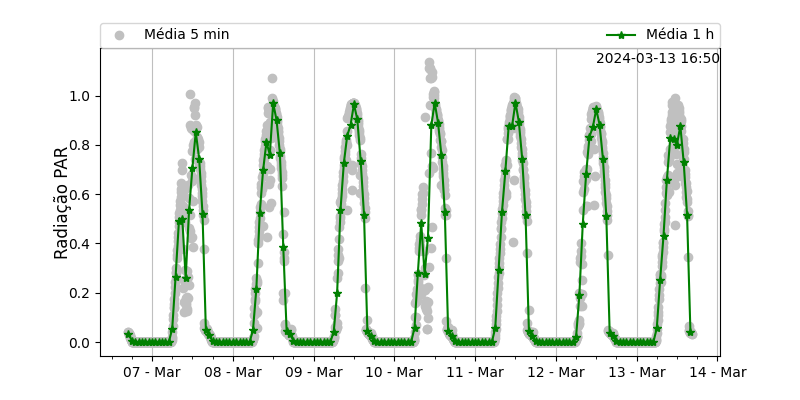 Média 5 min
Média 1 h
2024-03-13 16:50
Radiação PAR
1.0
0.8
0.6
0.4
0.2
0.0
07 - Mar
08 - Mar
09 - Mar
10 - Mar
11 - Mar
12 - Mar
13 - Mar
14 - Mar